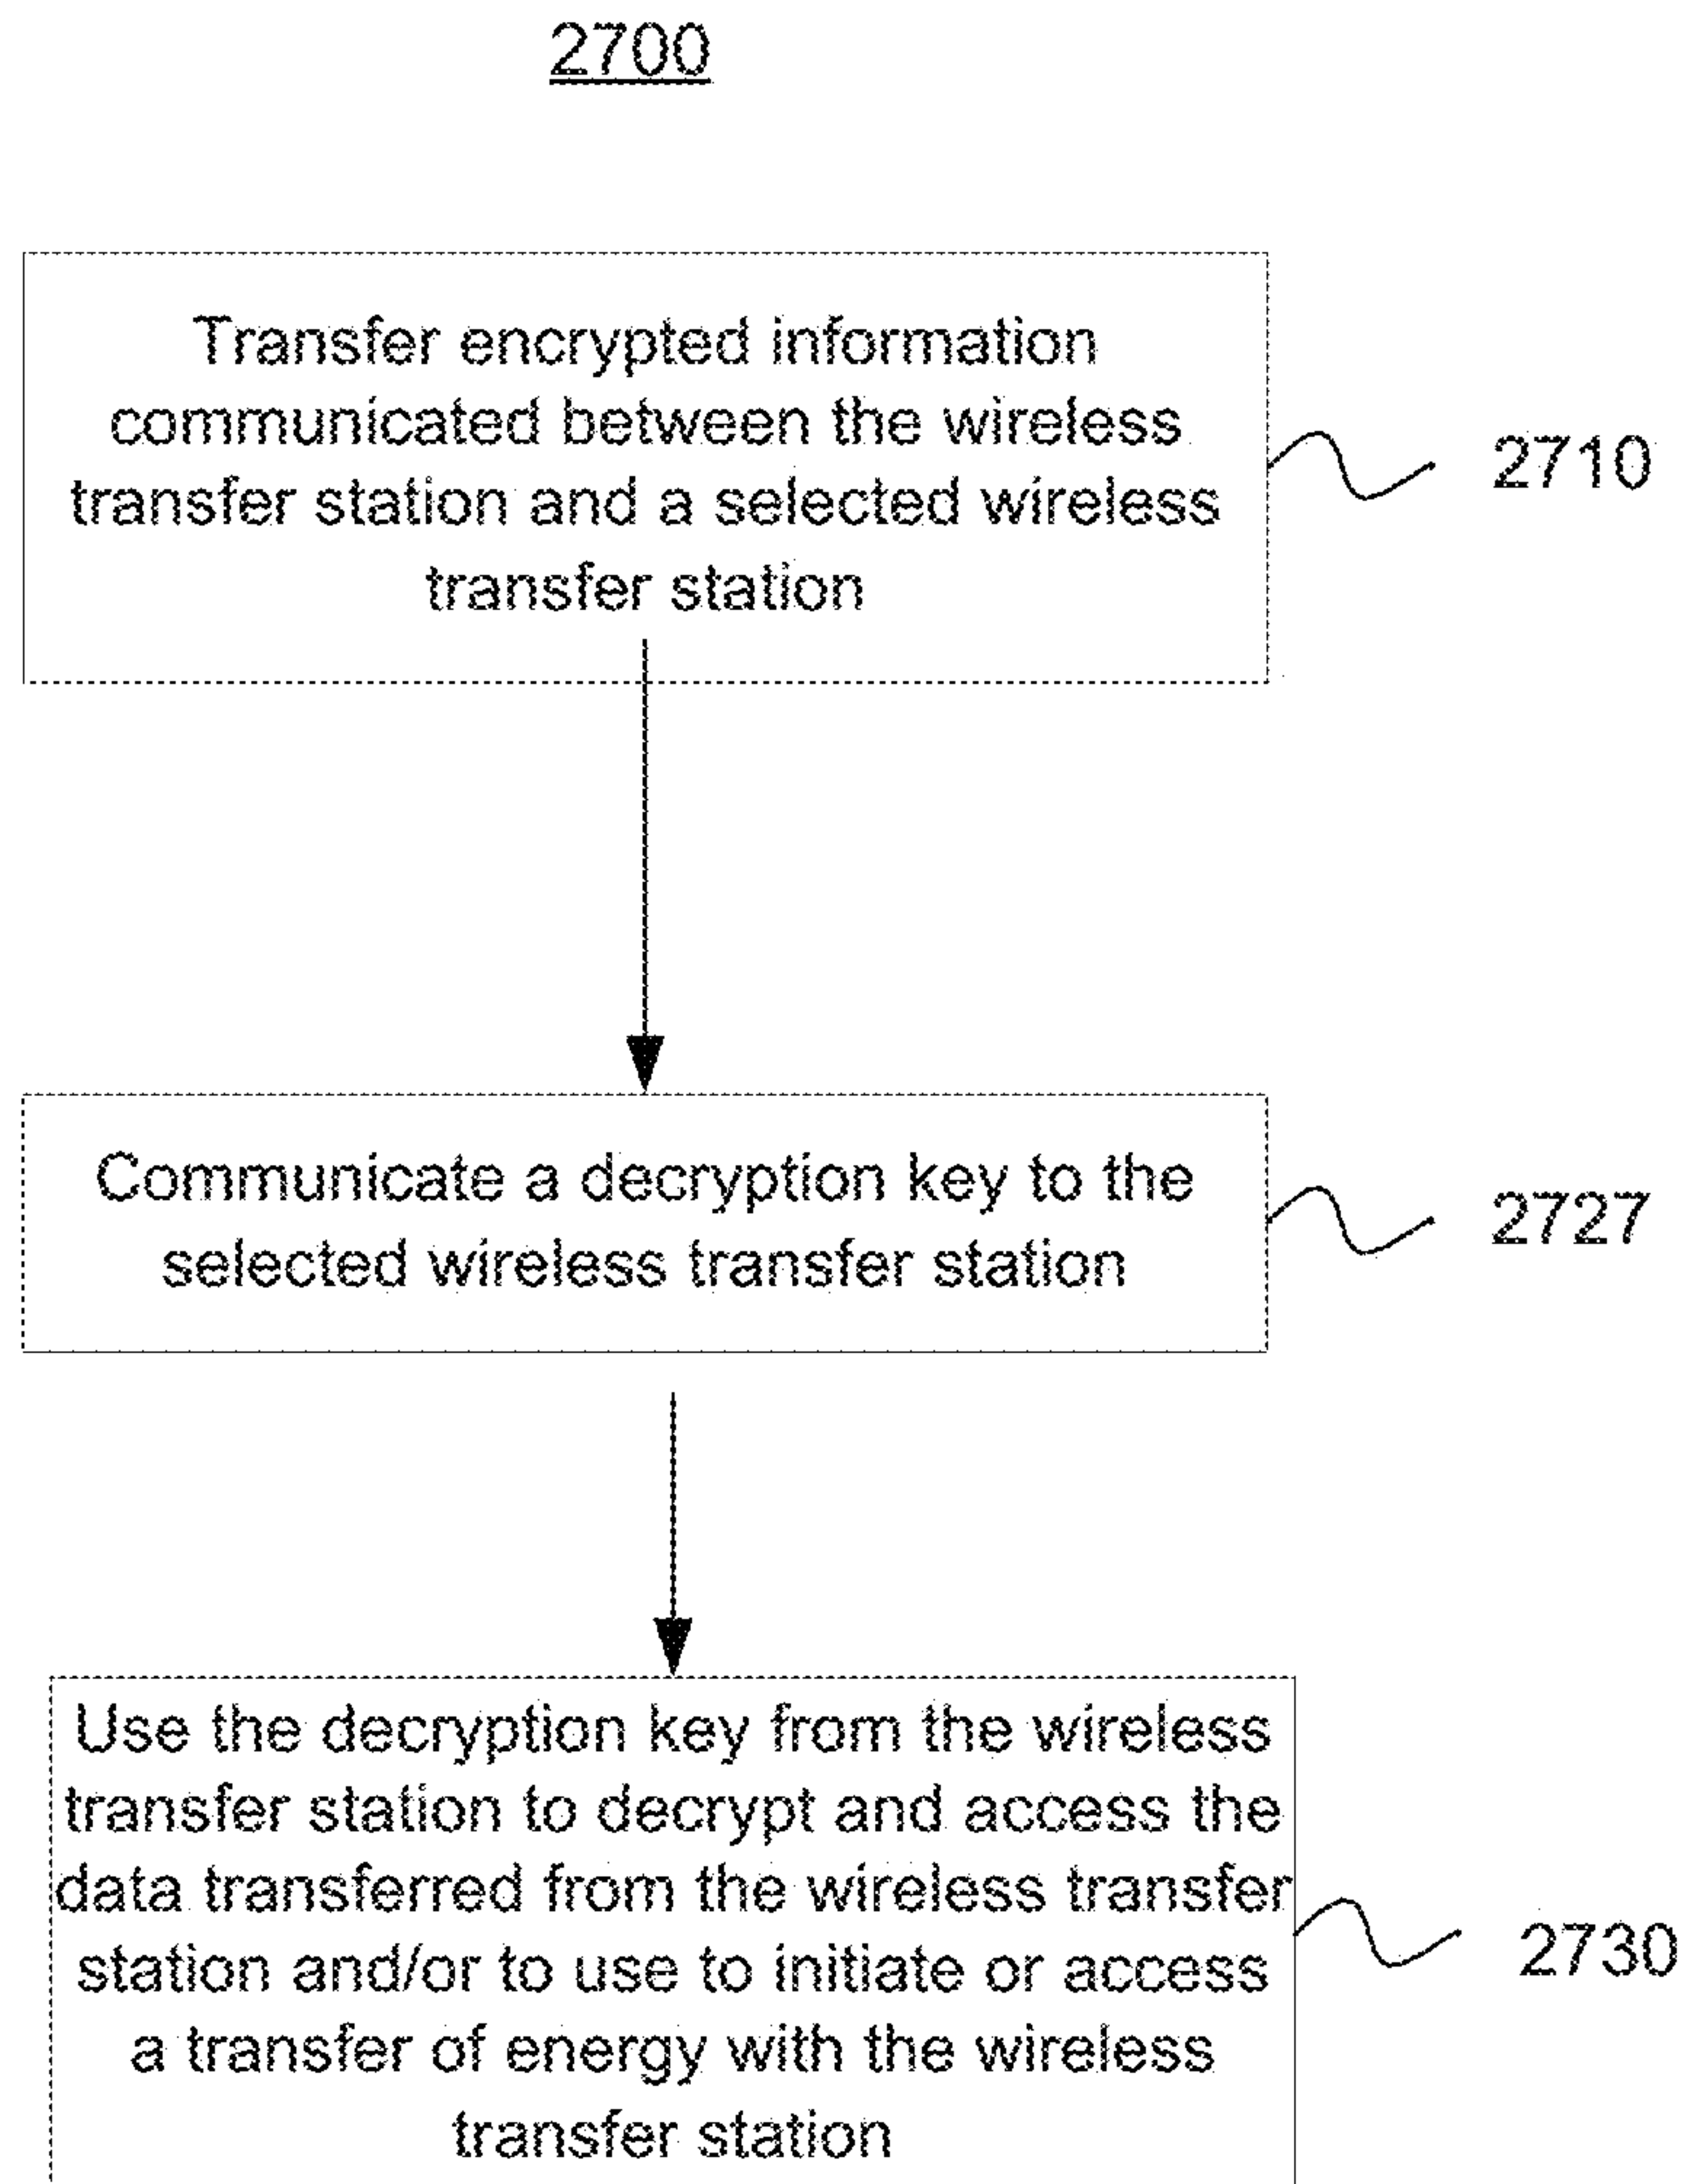 2700
Transfer encrypted information
communicated between the wireless
transfer station and a selected wireless
transfer station
2710
Communicate a decryption key to the
selected wireless transfer station
2727
Use the decryption key from the wireless
transfer station to decrypt and access the
data transferred from the wireless transfer
station and/or to use to initiate or access
a transfer of energy with the wireless
transfer station
2730